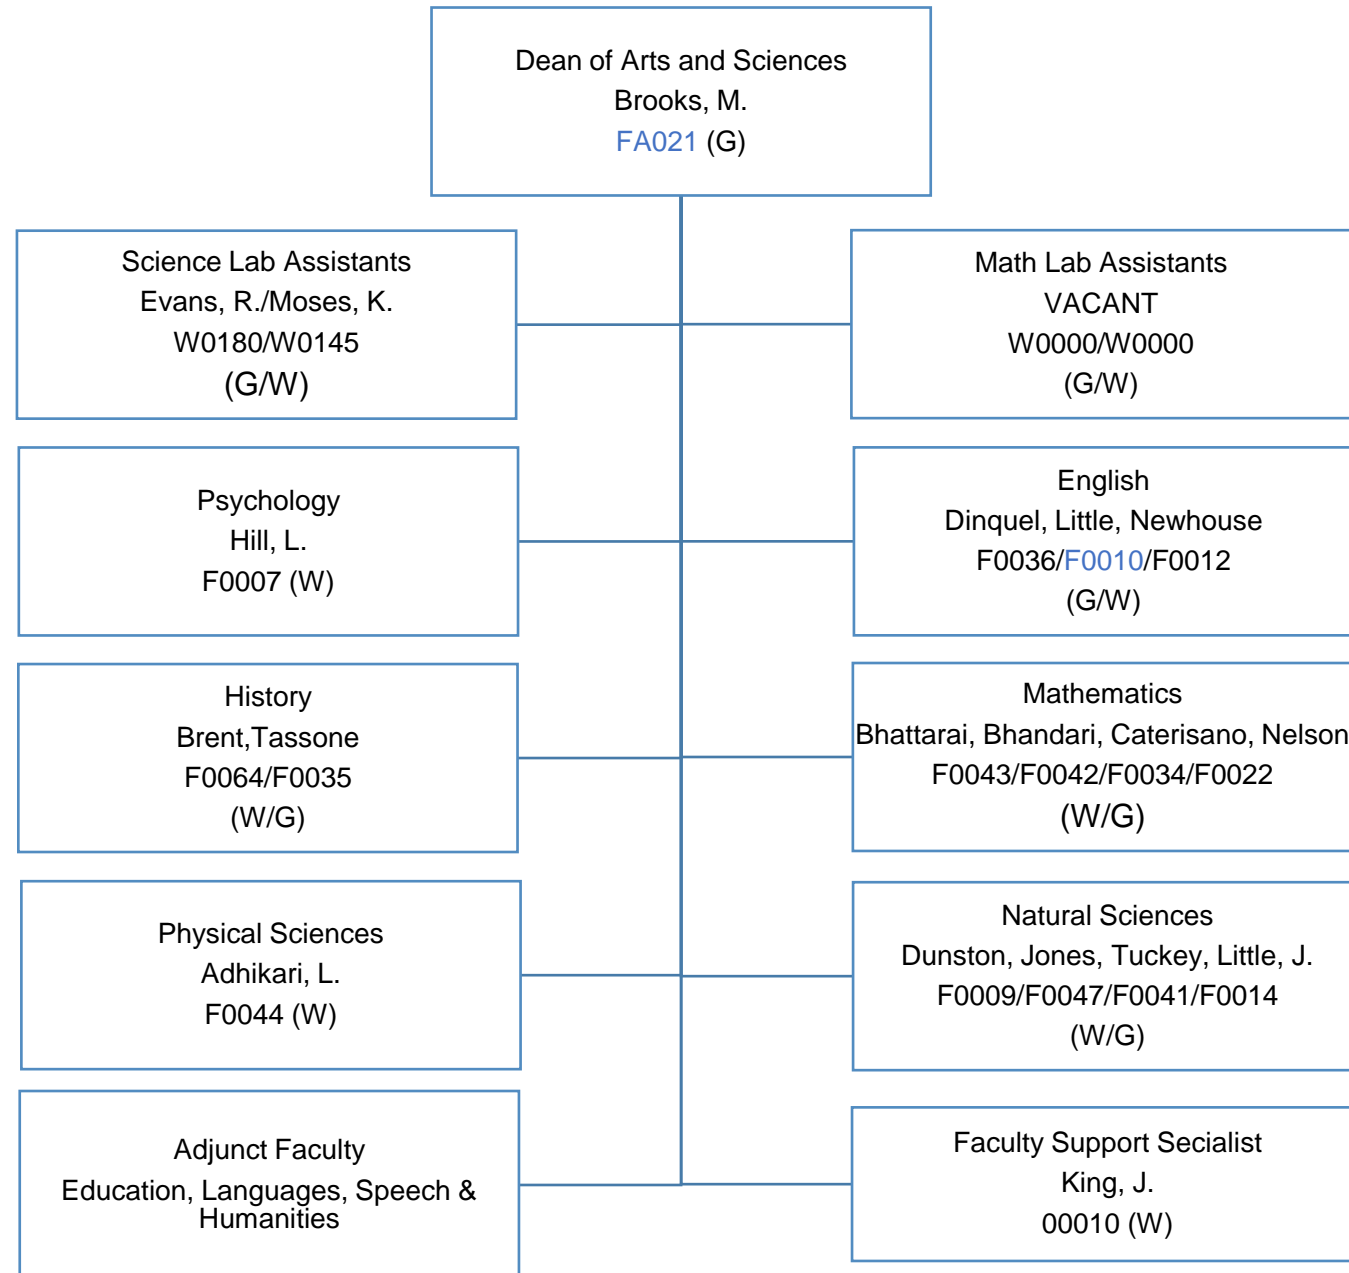 Dean of Arts and Sciences
Brooks, M.
FA021 (G)
Science Lab Assistants
Evans, R./Moses, K.
W0180/W0145
(G/W)
Math Lab Assistants
VACANT
W0000/W0000
(G/W)
Psychology
Hill, L.
F0007 (W)
English
Dinquel, Little, Newhouse
F0036/F0010/F0012
(G/W)
History
Brent,Tassone
F0064/F0035
(W/G)
Mathematics
Bhattarai, Bhandari, Caterisano, Nelson
F0043/F0042/F0034/F0022
(W/G)
Physical Sciences
Adhikari, L.
F0044 (W)
Natural Sciences
Dunston, Jones, Tuckey, Little, J.
F0009/F0047/F0041/F0014
(W/G)
Adjunct Faculty
Education, Languages, Speech &
Humanities
Faculty Support Secialist
King, J.
00010 (W)